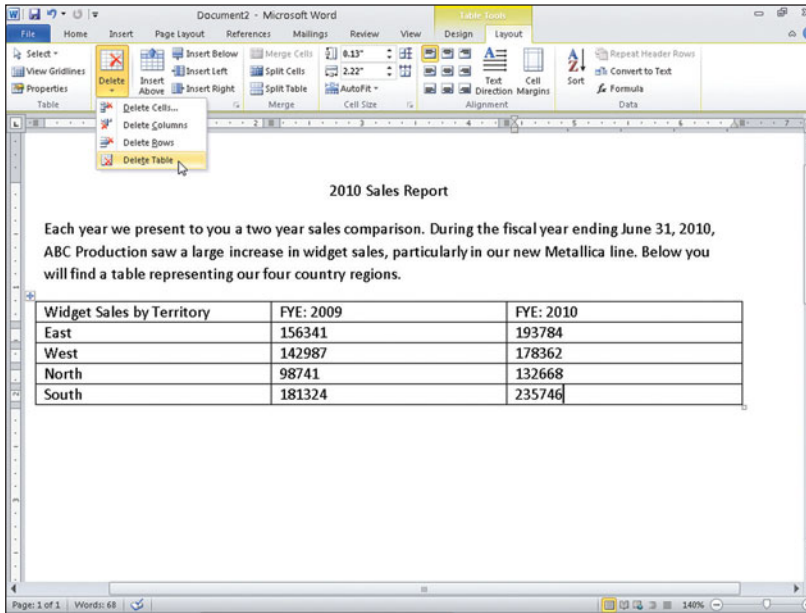 Document2 - Microsoft Word
Table Tools
File Home Insert Page Layout References Mailings Review View Design Layout
Select
View Gridlines
Properties
Table
Delete
Insert Above
Insert Below
Insert Left
Insert Right
Merge Cells
Split Cells
Split Table
Merge
0.13"
2.22"
AutoFit
Cell Size
Text Direction
Cell Margins
Alignment
Sort
Repeat Header Rows
Convert to Text
Formula
Data
Delete Cells...
Delete Columns
Delete Rows
Delete Table
2010 Sales Report
Each year we present to you a two year sales comparison. During the fiscal year ending June 31, 2010,
ABC Production saw a large increase in widget sales, particularly in our new Metallica line. Below you
will find a table representing our four country regions.
Widget Sales by Territory FYE: 2009 FYE: 2010
East 156341 193784
West 142987 178362
North 98741 132668
South 181324 235746
Page: 1 of 1 Words: 68 140%